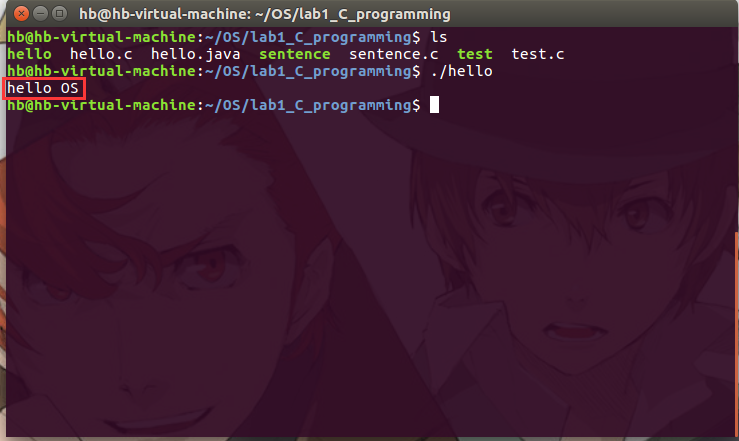 hb@hb-virtual-machine: ~/OS/lab1_C_programming
hb@hb-virtual-machine:~/OS/lab1_C_programming$ ls
hello  hello.c  hello.java  sentence  sentence.c  test  test.c
hb@hb-virtual-machine:~/OS/lab1_C_programming$ ./hello
hello OS
hb@hb-virtual-machine:~/OS/lab1_C_programming$